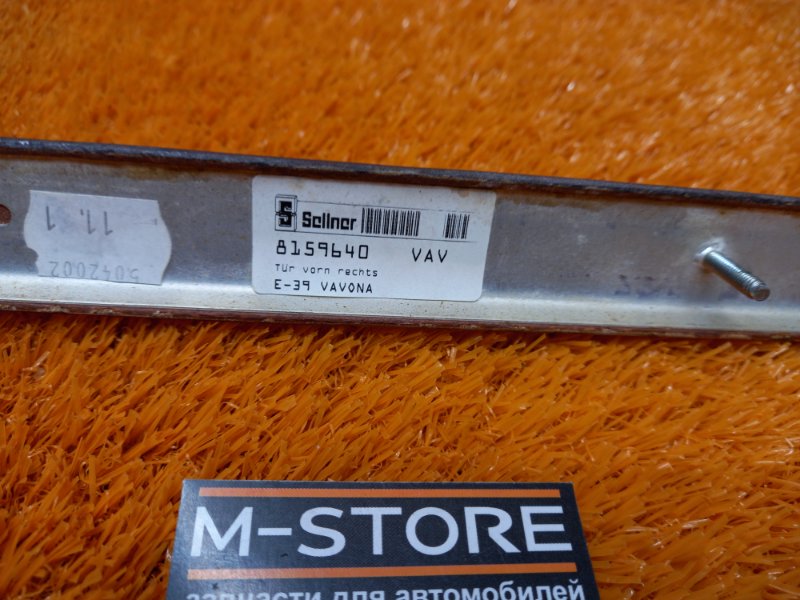 11. 1
5042002
Sellner
8159640 VAV
Tür vorn rechts
E-39 VAVONA
M-STORE
запчасти для автомобилей